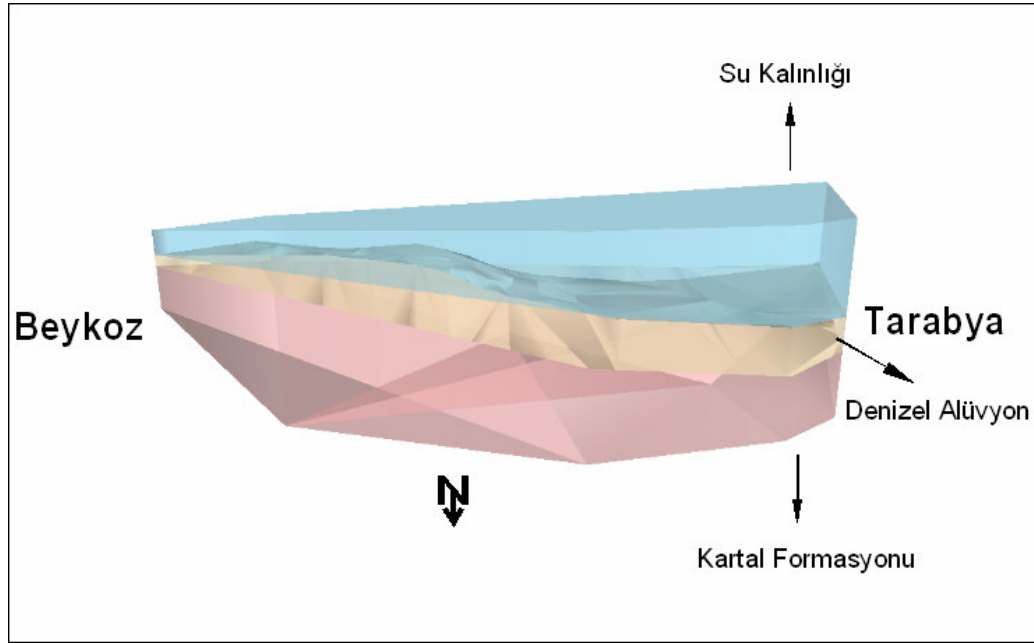 Su Kalınlığı
Beykoz
Tarabya
Denizel Alüvyon
N
Kartal Formasyonu